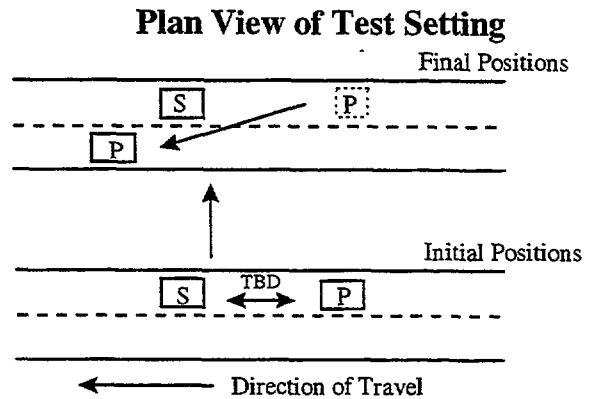 Plan View of Test Setting
Final Positions
S
P
P
Initial Positions
TBD
S
P
Direction of Travel